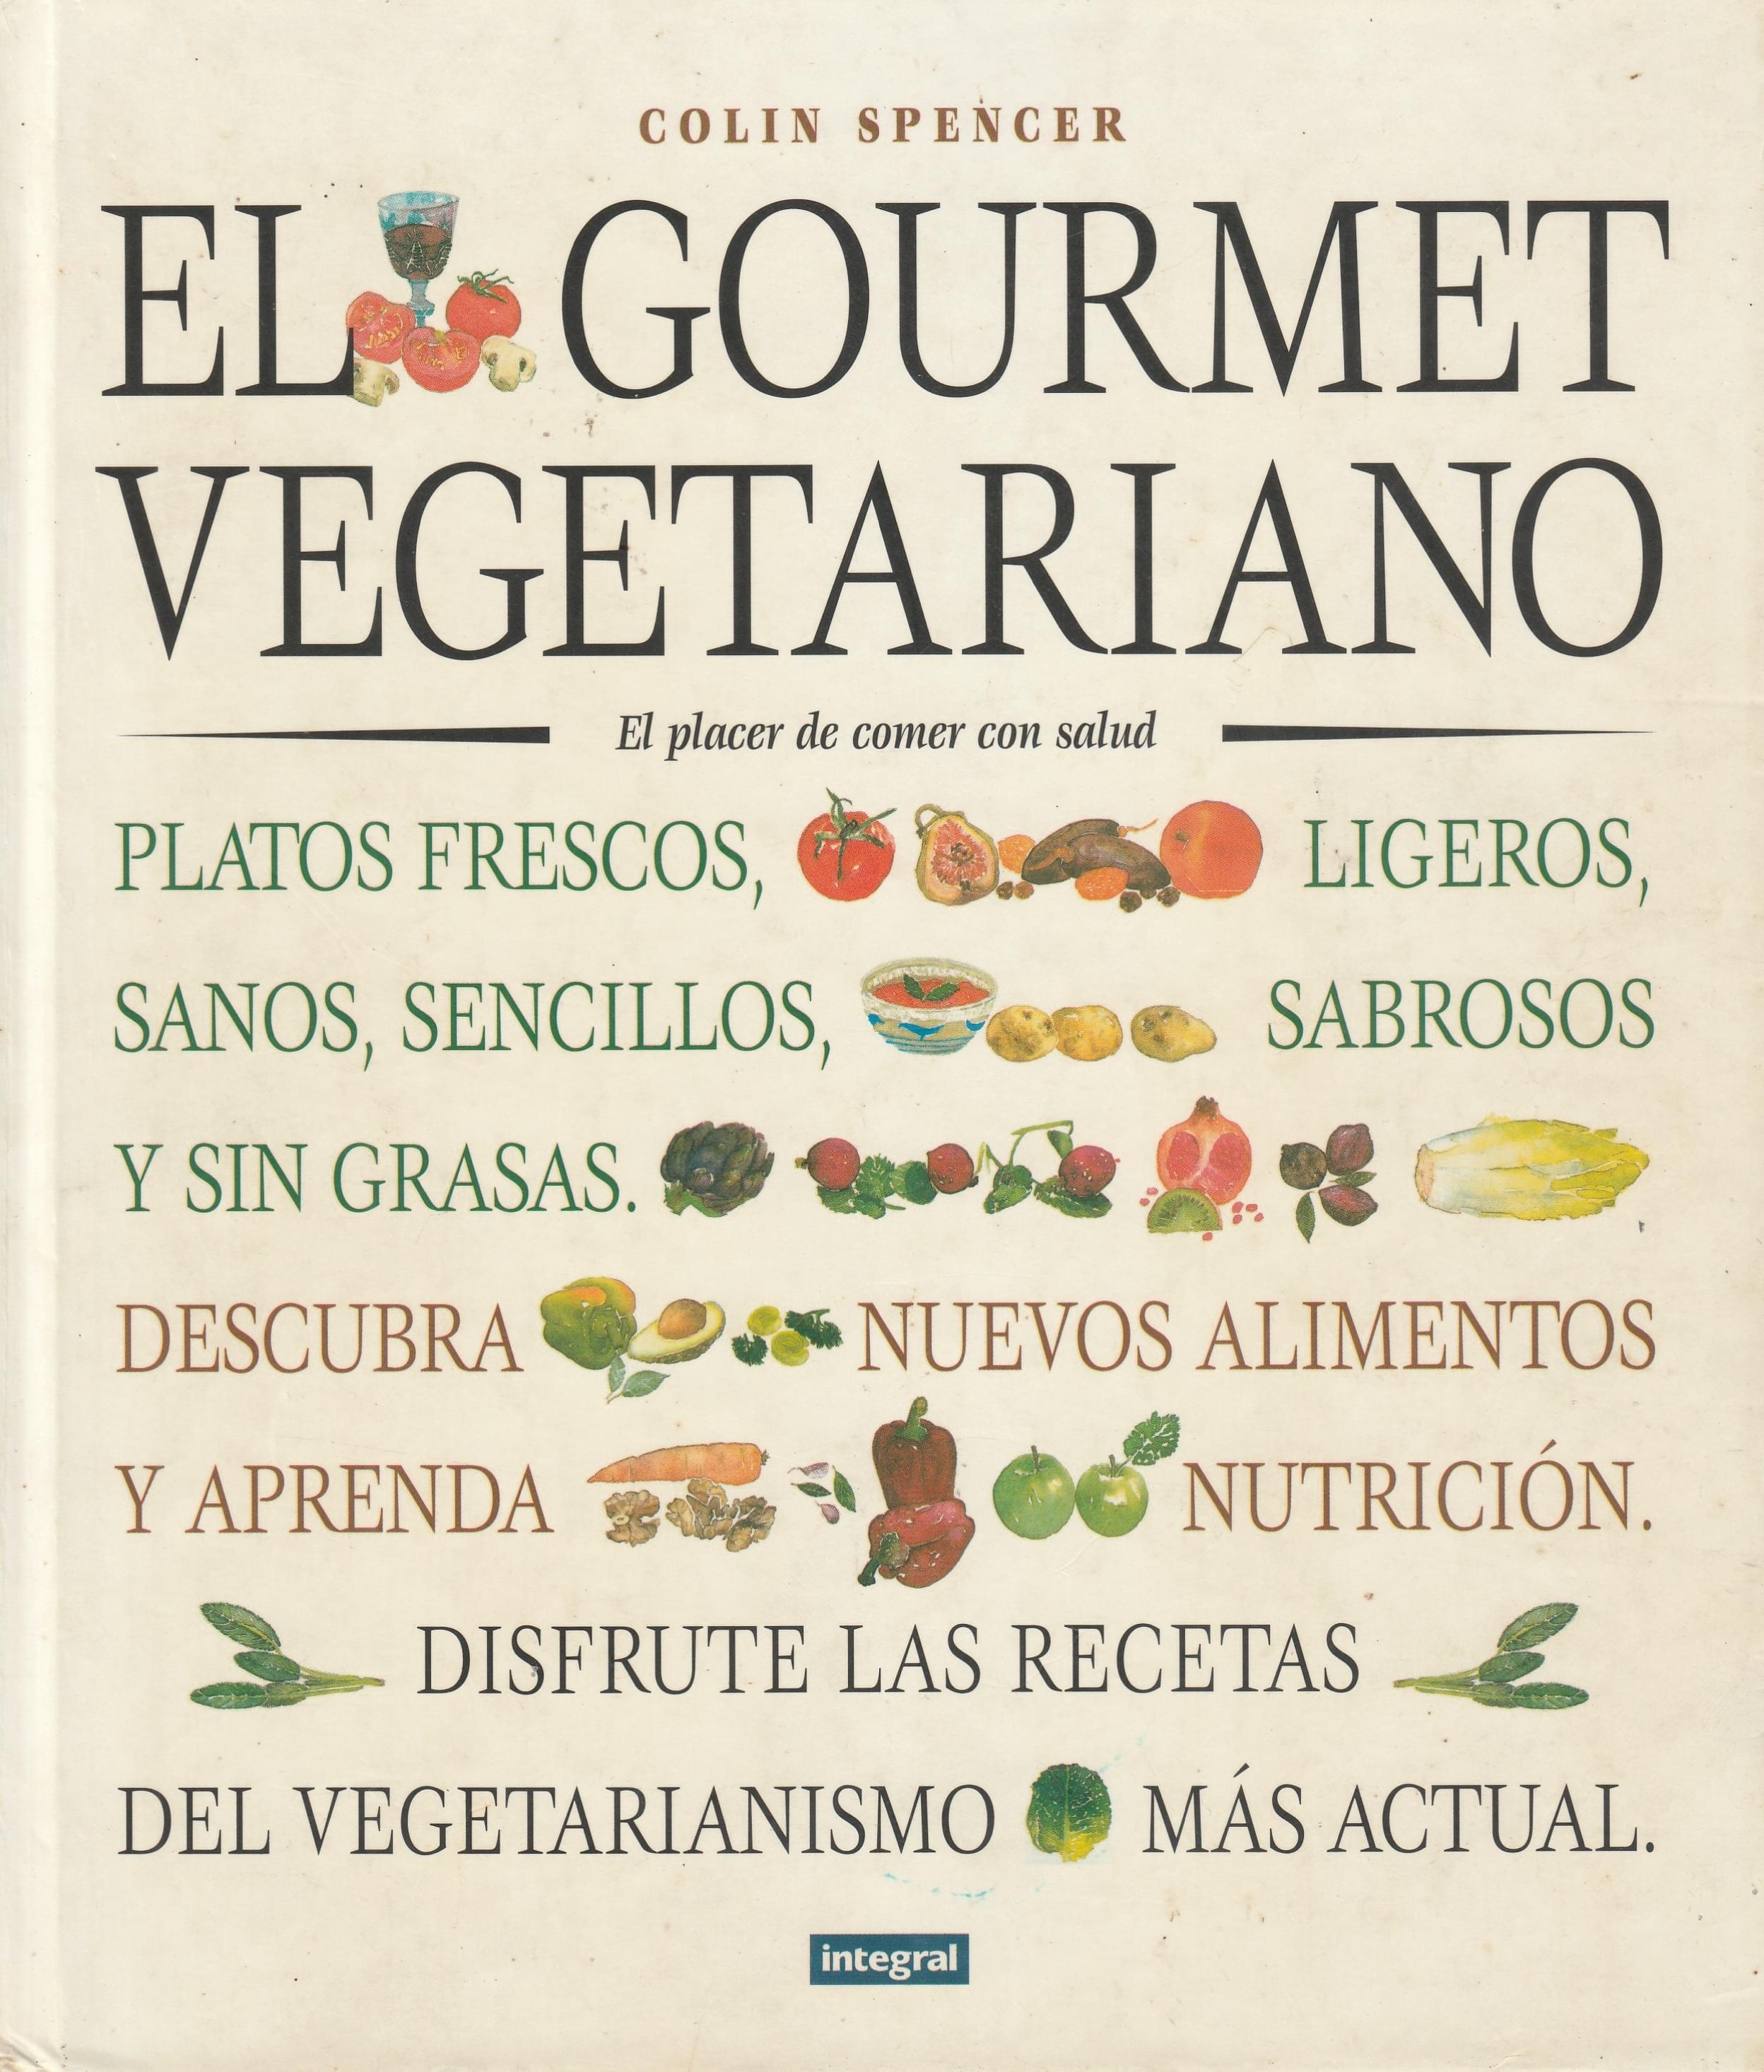 COLIN SPENCER
EL GOURMET
VEGETARIANO
El placer de comer con salud
PLATOS FRESCOS, LIGEROS,
SANOS, SENCILLOS, SABROSOS
Y SIN GRASAS.
DESCUBRA NUEVOS ALIMENTOS
Y APRENDA NUTRICIÓN.
DISFRUTE LAS RECETAS
DEL VEGETARIANISMO MÁS ACTUAL.
integral